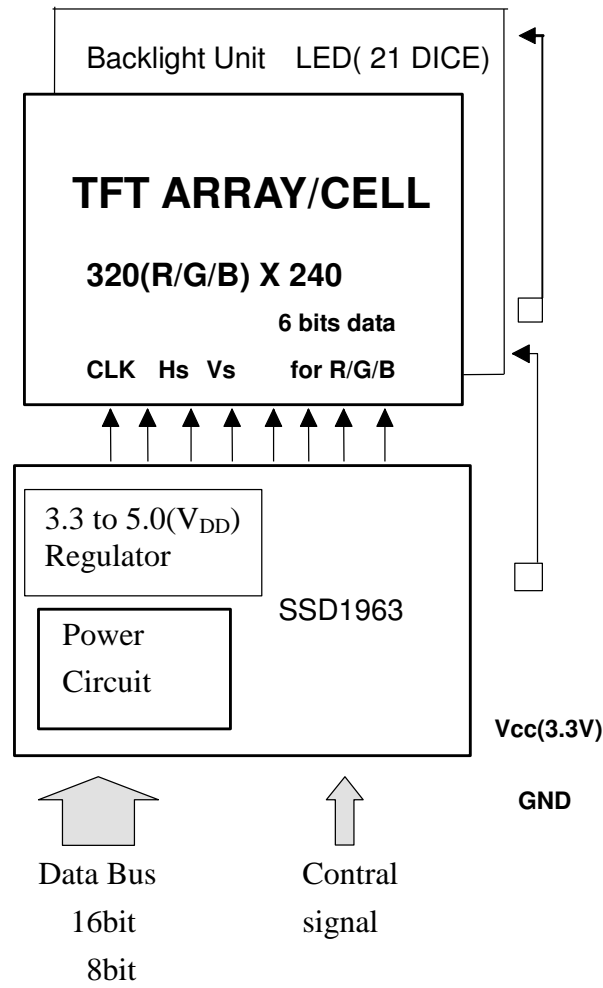 Backlight Unit LED( 21 DICE)
TFT ARRAY/CELL
320(R/G/B) X 240
6 bits data
CLK Hs Vs for R/G/B
3.3 to 5.0(VDD)
Regulator
SSD1963
Power
Circuit
Vcc(3.3V)
GND
Data Bus Contral
16bit signal
8bit